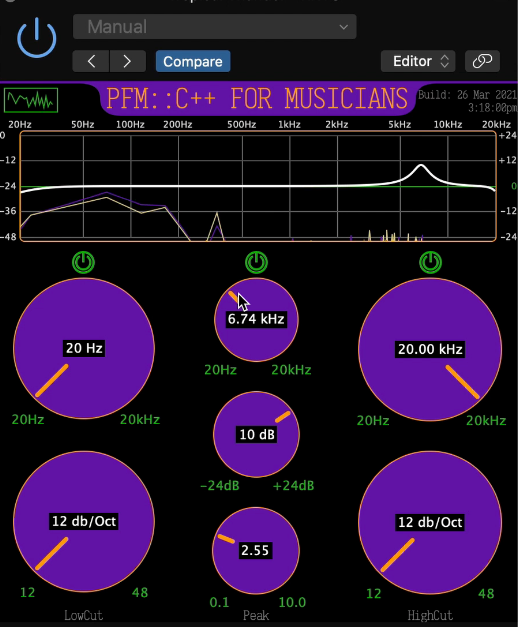 Manual
Compare
Editor
PFM::C++ FOR MUSICIANS
Build: 26 Mar 2021
3:18:00pm
20Hz 50Hz 100Hz 200Hz 500Hz 1kHz 2kHz 5kHz 10kHz 20kHz
0 +24
-12 +12
-24 0
-36 -12
-48 -24
6.74 kHz
20 Hz 20.00 kHz
20Hz 20kHz
20Hz 20kHz 20Hz 20kHz
10 dB
-24dB +24dB
12 db/Oct 12 db/Oct
2.55
12 48 0.1 10.0 12 48
LowCut Peak HighCut